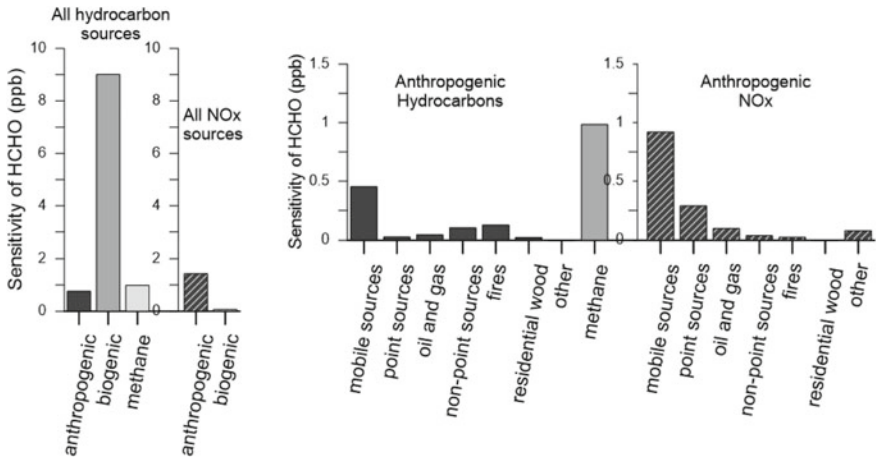 All hydrocarbon
sources
Sensitivity of HCHO (ppb)
10
8
6
4
2
0
anthropogenic
biogenic
methane
All NOx
sources
10
8
6
4
2
0
anthropogenic
biogenic
Sensitivity of HCHO (ppb)
1.5
1
0.5
0
Anthropogenic
Hydrocarbons
mobile sources
point sources
oil and gas
non-point sources
fires
residential wood
other
methane
1.5
1
0.5
0
Anthropogenic
NOx
mobile sources
point sources
oil and gas
non-point sources
fires
residential wood
other